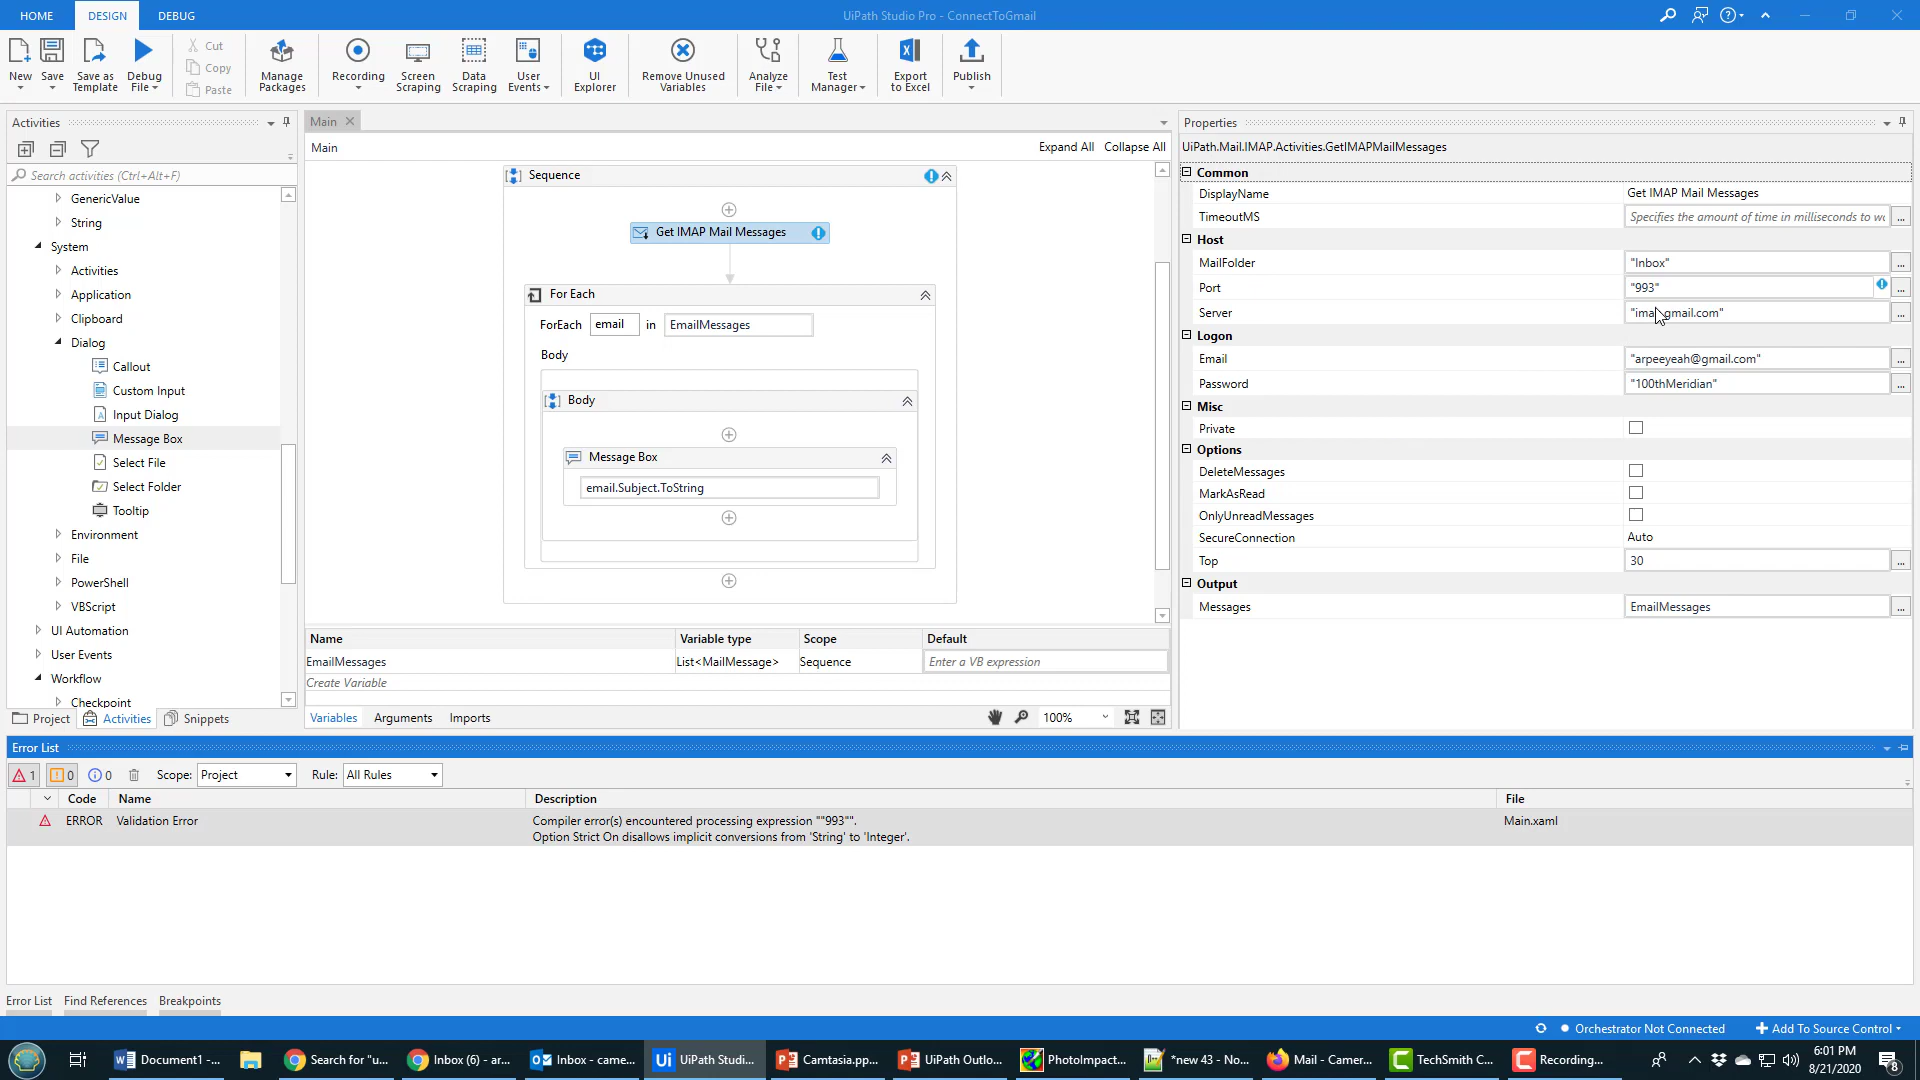 HOME
DESIGN
DEBUG
UiPath Studio Pro - ConnectToGmail
New
Save
Save as Template
Debug File
Cut
Copy
Paste
Manage Packages
Recording
Screen Scraping
Data Scraping
User Events
UI Explorer
Remove Unused Variables
Analyze File
Test Manager
Export to Excel
Publish
Activities
Search activities (Ctrl+Alt+F)
GenericValue
String
System
Activities
Application
Clipboard
Dialog
Callout
Custom Input
Input Dialog
Message Box
Select File
Select Folder
Tooltip
Environment
File
PowerShell
VBScript
UI Automation
User Events
Workflow
Checkpoint
Project
Activities
Snippets
Main
Main
Expand All
Collapse All
Sequence
Get IMAP Mail Messages
For Each
ForEach email in EmailMessages
Body
Body
Message Box
email.Subject.ToString
Name Variable type Scope Default
EmailMessages List<MailMessage> Sequence Enter a VB expression
Create Variable
Variables
Arguments
Imports
100%
Properties
UiPath.Mail.IMAP.Activities.GetIMAPMailMessages
Common
DisplayName Get IMAP Mail Messages
TimeoutMS Specifies the amount of time in milliseconds to
Host
MailFolder "Inbox"
Port "993"
Server
Logon
Email "arpeeyeah@gmail.com"
Password "100thMeridian"
Misc
Private
Options
DeleteMessages
MarkAsRead
OnlyUnreadMessages
SecureConnection Auto
Top 30
Output
Messages EmailMessages
Error List
1
0
0
Scope: Project
Rule: All Rules
Code Name Description File
ERROR Validation Error Compiler error(s) encountered processing expression ""993"". Main.xaml
Option Strict On disallows implicit conversions from 'String' to 'Integer'.
Error List
Find References
Breakpoints
Orchestrator Not Connected
Add To Source Control
Document1 -...
Search for "u...
Inbox (6) - ar...
Inbox - came...
UiPath Studi...
Camtasia.pp...
UiPath Outlo...
PhotoImpact...
*new 43 - No...
Mail - Camer...
TechSmith C...
Recording...
6:01 PM
8/21/2020
8